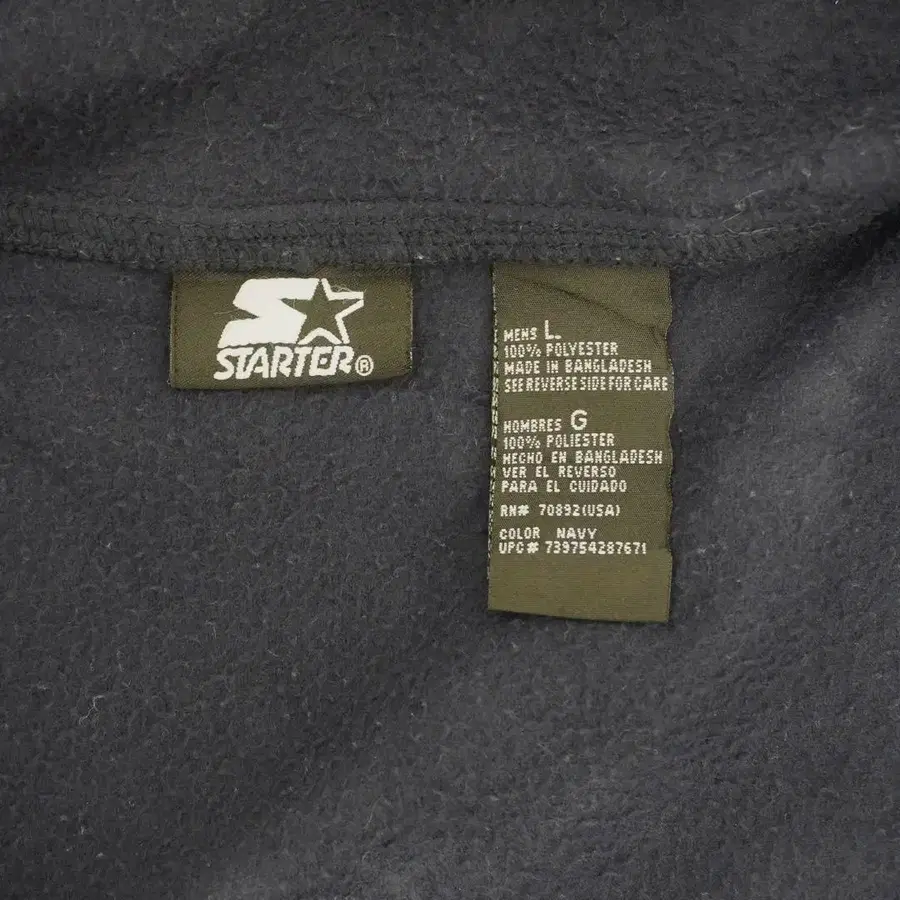 S
STARTER®
MENS L.
100% POLYESTER
MADE IN BANGLADESH
SEE REVERSE SIDE FOR CARE
HOMBRES G
100% POLIESTER
HECHO EN BANGLADESH
VER EL REVERSO
PARA EL CUIDADO
RN# 70892(USA)
COLOR NAVY
UPC# 739754287671